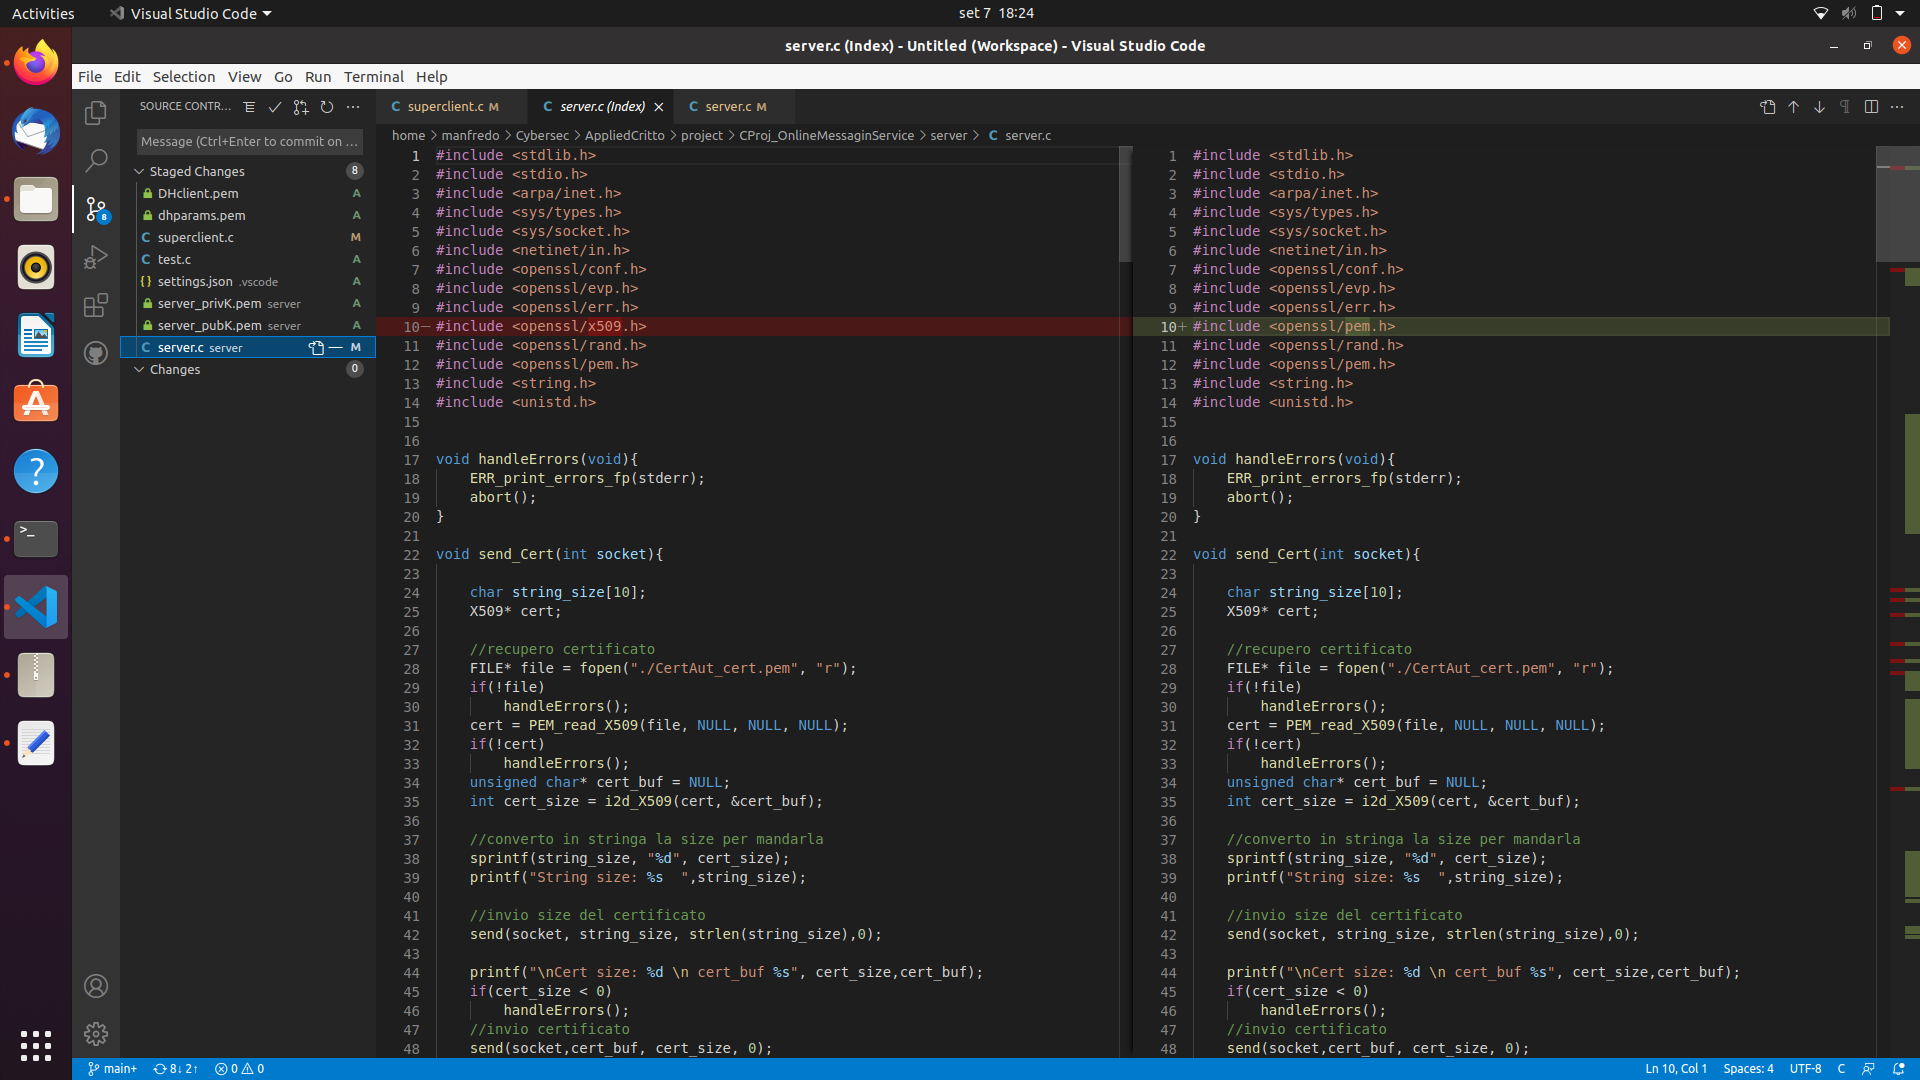 Activities
Visual Studio Code
set 7 18:24
server.c (Index) - Untitled (Workspace) - Visual Studio Code
File Edit Selection View Go Run Terminal Help
SOURCE CONTR...
Message (Ctrl+Enter to commit on ...
Staged Changes 8
DHclient.pem A
dhparams.pem A
superclient.c M
test.c A
settings.json .vscode A
server_privK.pem server A
server_pubK.pem server A
server.c server M
Changes 0
8
superclient.c M
server.c (Index)
server.c M
home > manfredo > Cybersec > AppliedCritto > project > CProj_OnlineMessaginService > server > C server.c
1 #include <stdlib.h>
2 #include <stdio.h>
3 #include <arpa/inet.h>
4 #include <sys/types.h>
5 #include <sys/socket.h>
6 #include <netinet/in.h>
7 #include <openssl/conf.h>
8 #include <openssl/evp.h>
9 #include <openssl/err.h>
10− #include <openssl/x509.h>
11 #include <openssl/rand.h>
12 #include <openssl/pem.h>
13 #include <string.h>
14 #include <unistd.h>
15
16
17 void handleErrors(void){
18 ERR_print_errors_fp(stderr);
19 abort();
20 }
21
22 void send_Cert(int socket){
23
24 char string_size[10];
25 X509* cert;
26
27 //recupero certificato
28 FILE* file = fopen("./CertAut_cert.pem", "r");
29 if(!file)
30 handleErrors();
31 cert = PEM_read_X509(file, NULL, NULL, NULL);
32 if(!cert)
33 handleErrors();
34 unsigned char* cert_buf = NULL;
35 int cert_size = i2d_X509(cert, &cert_buf);
36
37 //converto in stringa la size per mandarla
38 sprintf(string_size, "%d", cert_size);
39 printf("String size: %s  ",string_size);
40
41 //invio size del certificato
42 send(socket, string_size, strlen(string_size),0);
43
44 printf("\nCert size: %d \n cert_buf %s", cert_size,cert_buf);
45 if(cert_size < 0)
46 handleErrors();
47 //invio certificato
48 send(socket,cert_buf, cert_size, 0);
1 #include <stdlib.h>
2 #include <stdio.h>
3 #include <arpa/inet.h>
4 #include <sys/types.h>
5 #include <sys/socket.h>
6 #include <netinet/in.h>
7 #include <openssl/conf.h>
8 #include <openssl/evp.h>
9 #include <openssl/err.h>
10+ #include <openssl/pem.h>
11 #include <openssl/rand.h>
12 #include <openssl/pem.h>
13 #include <string.h>
14 #include <unistd.h>
15
16
17 void handleErrors(void){
18 ERR_print_errors_fp(stderr);
19 abort();
20 }
21
22 void send_Cert(int socket){
23
24 char string_size[10];
25 X509* cert;
26
27 //recupero certificato
28 FILE* file = fopen("./CertAut_cert.pem", "r");
29 if(!file)
30 handleErrors();
31 cert = PEM_read_X509(file, NULL, NULL, NULL);
32 if(!cert)
33 handleErrors();
34 unsigned char* cert_buf = NULL;
35 int cert_size = i2d_X509(cert, &cert_buf);
36
37 //converto in stringa la size per mandarla
38 sprintf(string_size, "%d", cert_size);
39 printf("String size: %s  ",string_size);
40
41 //invio size del certificato
42 send(socket, string_size, strlen(string_size),0);
43
44 printf("\nCert size: %d \n cert_buf %s", cert_size,cert_buf);
45 if(cert_size < 0)
46 handleErrors();
47 //invio certificato
48 send(socket,cert_buf, cert_size, 0);
main+ 8↓ 2↑ 0 0
Ln 10, Col 1 Spaces: 4 UTF-8 C